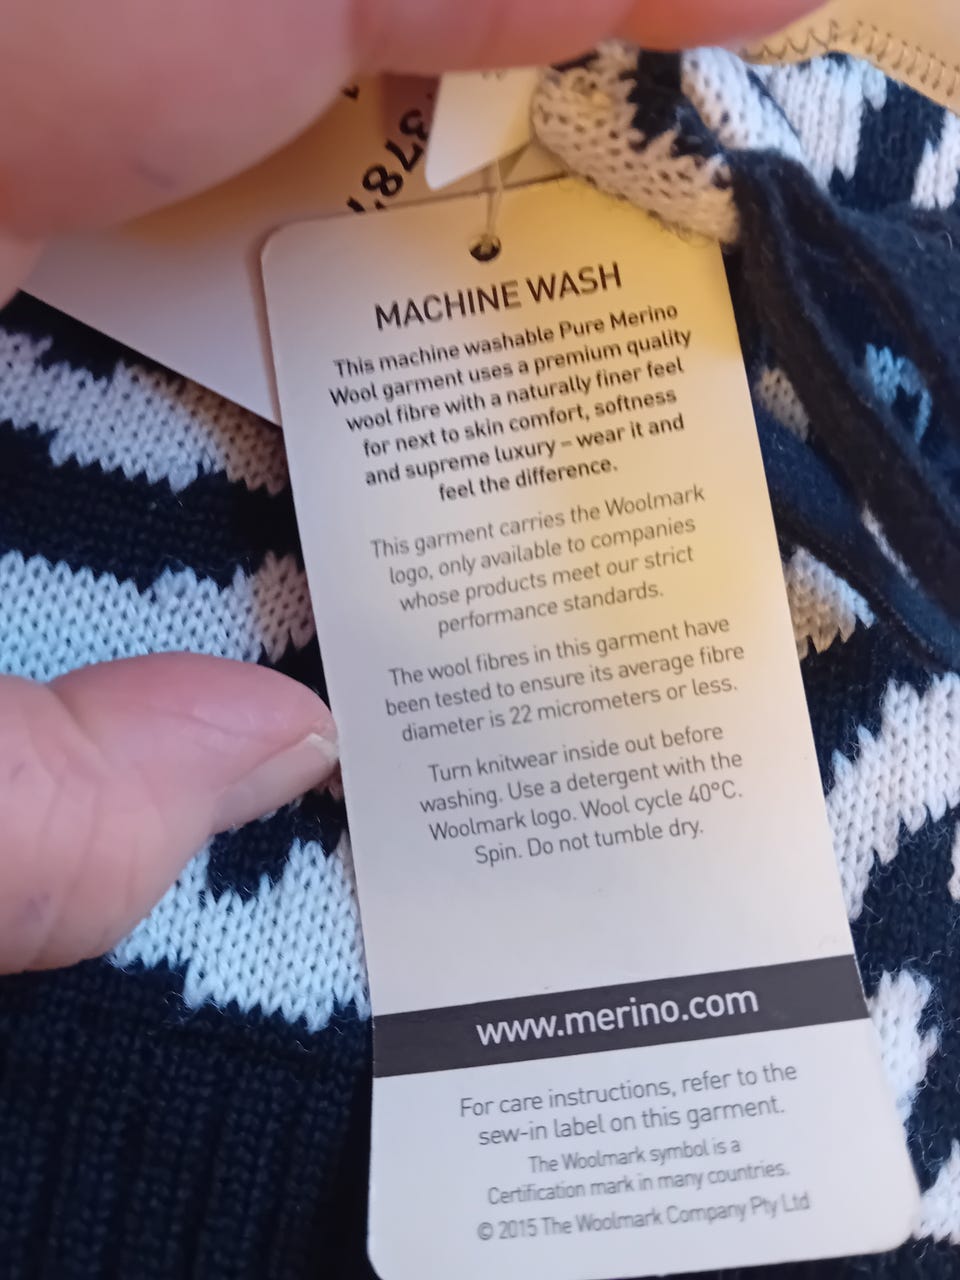 MACHINE WASH
This machine washable Pure Merino
Wool garment uses a premium quality
wool fibre with a naturally finer feel
for next to skin comfort, softness
and supreme luxury – wear it and
feel the difference.
This garment carries the Woolmark
logo, only available to companies
whose products meet our strict
performance standards.
The wool fibres in this garment have
been tested to ensure its average fibre
diameter is 22 micrometers or less.
Turn knitwear inside out before
washing. Use a detergent with the
Woolmark logo. Wool cycle 40°C.
Spin. Do not tumble dry.
www.merino.com
For care instructions, refer to the
sew-in label on this garment.
The Woolmark symbol is a
Certification mark in many countries.
© 2015 The Woolmark Company Pty Ltd